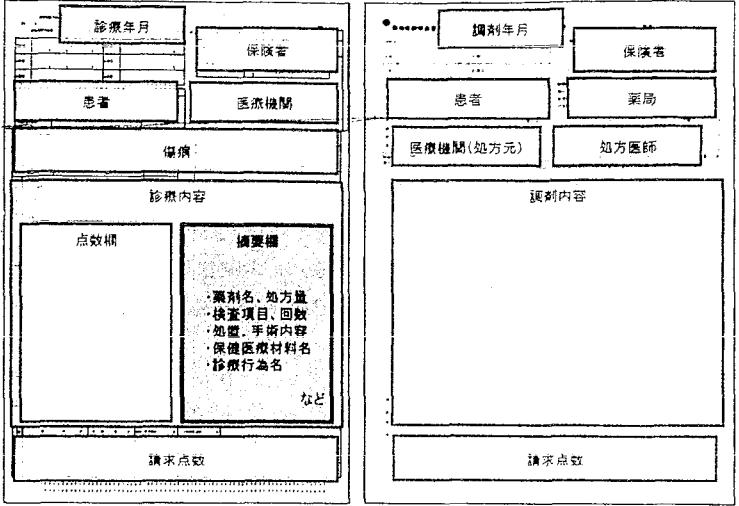 診療年月
保険者
患者
医療機関
傷病
診療内容
点数欄
摘要欄
・薬剤名、処方量
・検査項目、回数
・処置、手術内容
・保健医療材料名
・診療行為名
など
請求点数
調剤年月
保険者
患者
薬局
医療機関(処方元)
処方医師
調剤内容
請求点数